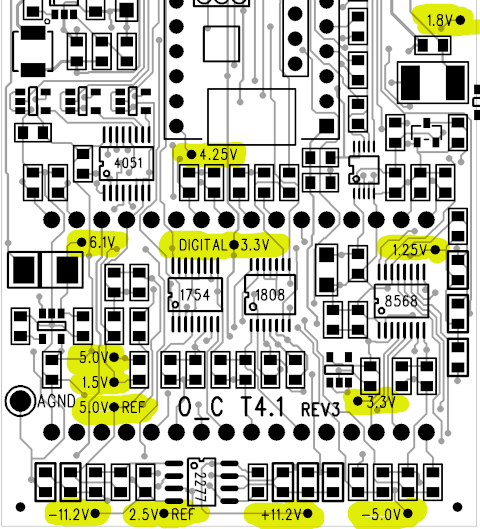 1.8V
4051
4.25V
6.1V
DIGITAL 3.3V
1.25V
1754
1808
8568
5.0V
1.5V
AGND
5.0V REF
O_C T4.1 REV3
3.3V
2277
-11.2V
2.5V REF
+11.2V
-5.0V